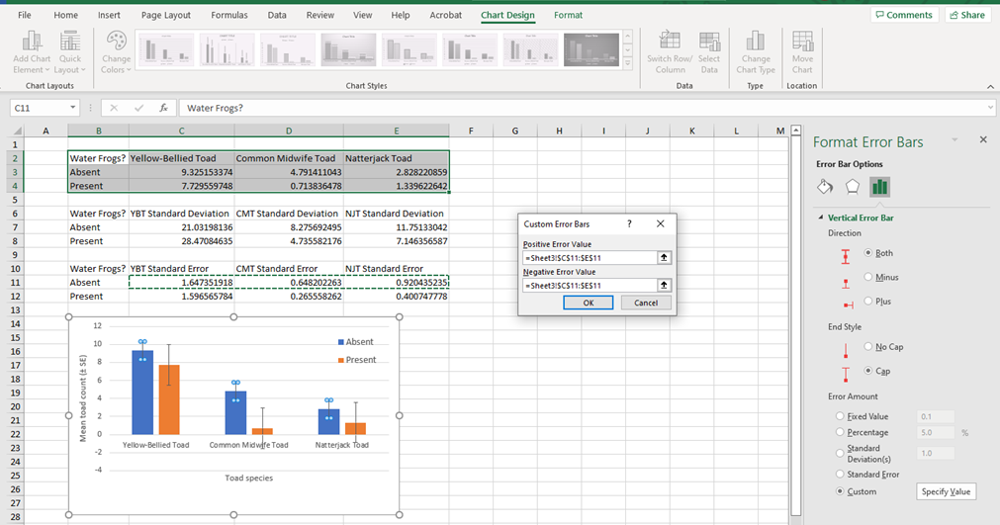 File Home Insert Page Layout Formulas Data Review View Help Acrobat Chart Design Format Comments Share
Add Chart Element Quick Layout Change Colors Switch Row/ Column Select Data Change Chart Type Move Chart
Chart Layouts Chart Styles Data Type Location
C11 fx Water Frogs?
A B C D E F G H I J K L M
1
2 Water Frogs? Yellow-Bellied Toad Common Midwife Toad Natterjack Toad
3 Absent 9.325153374 4.791411043 2.828220859
4 Present 7.729559748 0.713836478 1.339622642
5
6 Water Frogs? YBT Standard Deviation CMT Standard Deviation NJT Standard Deviation
7 Absent 21.03198136 8.275692495 11.75133042
8 Present 28.47084635 4.735582176 7.146356587
9
10 Water Frogs? YBT Standard Error CMT Standard Error NJT Standard Error
11 Absent 1.647351918 0.648202263 0.920435235
12 Present 1.596565784 0.265558262 0.400747778
13
14
15
16
17
18
19
20
21
22
23
24
25
26
27
28
12
10
8
6
4
2
0
-2
-4
Mean toad count (± SE)
Absent
Present
Yellow-Bellied Toad Common Midwife Toad Natterjack Toad
Toad species
Custom Error Bars ? ×
Positive Error Value
=Sheet3!$C$11:$E$11
Negative Error Value
=Sheet3!$C$11:$E$11
OK Cancel
Format Error Bars
Error Bar Options
Vertical Error Bar
Direction
Both
Minus
Plus
End Style
No Cap
Cap
Error Amount
Fixed Value 0.1
Percentage 5.0 %
Standard Deviation(s) 1.0
Standard Error
Custom Specify Value